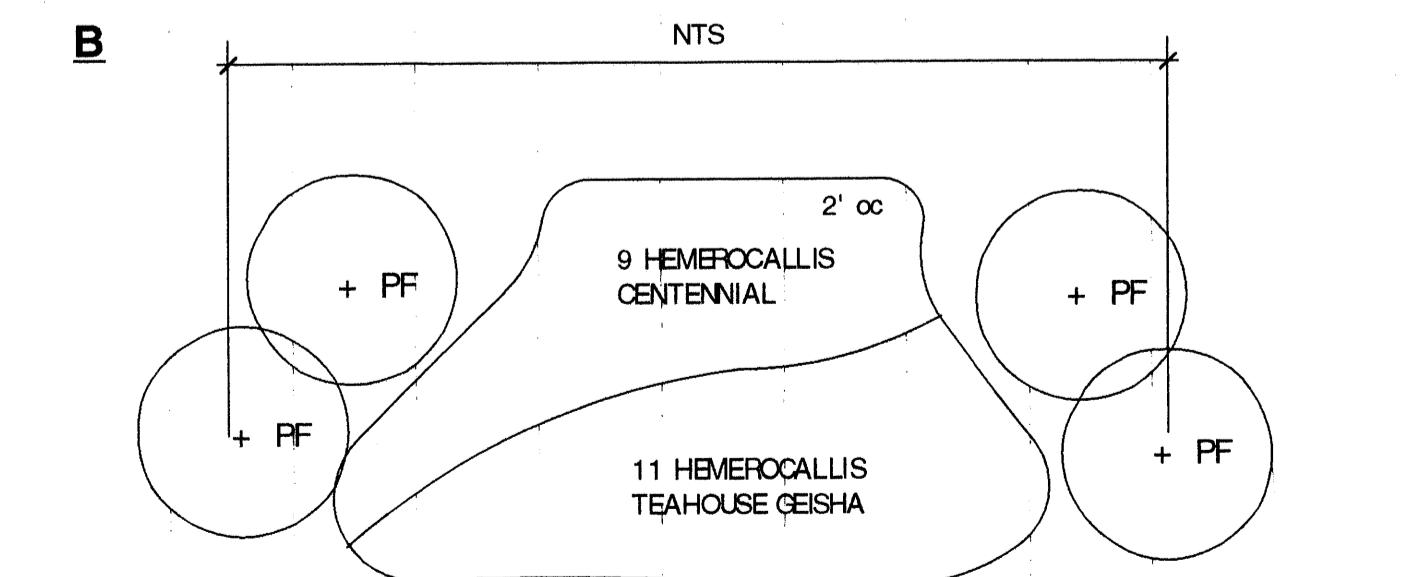 B
NTS
2' oc
9 HEMEROCALLIS
CENTENNIAL
+ PF
+ PF
+ PF
+ PF
11 HEMEROCALLIS
TEAHOUSE GEISHA